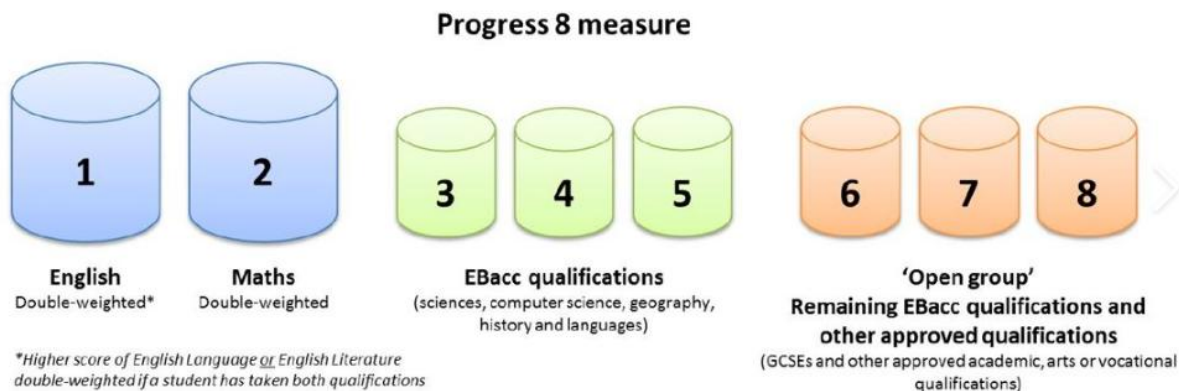 Progress 8 measure
1
2
3
4
5
6
7
8
English
Double-weighted*
Maths
Double-weighted
EBacc qualifications
(sciences, computer science, geography,
history and languages)
'Open group'
Remaining EBacc qualifications and
other approved qualifications
(GCSEs and other approved academic, arts or vocational
qualifications)
*Higher score of English Language or English Literature
double-weighted if a student has taken both qualifications